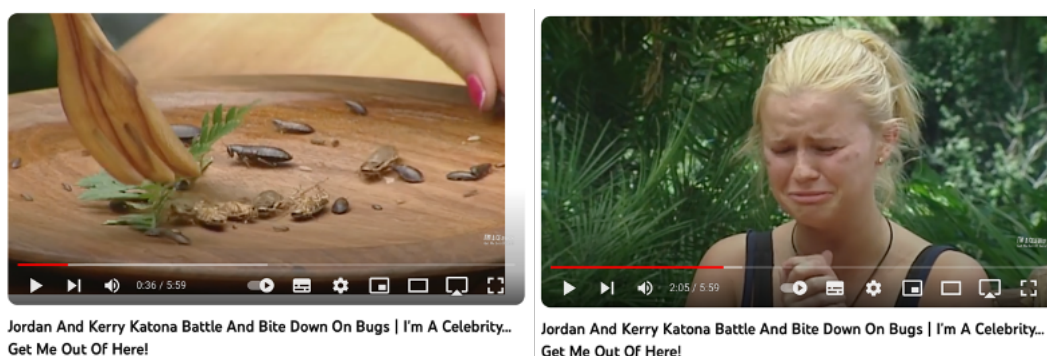 0:36 / 5:59
Jordan And Kerry Katona Battle And Bite Down On Bugs | I'm A Celebrity...
Get Me Out Of Here!
2:05 / 5:59
Jordan And Kerry Katona Battle And Bite Down On Bugs | I'm A Celebrity...
Get Me Out Of Here!